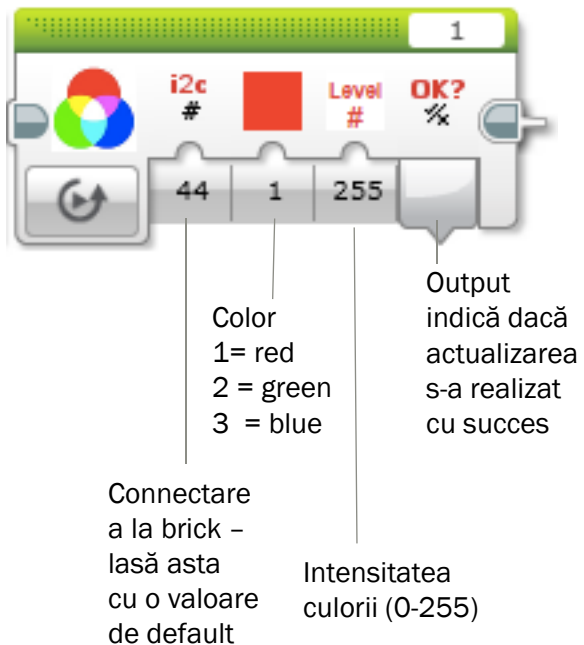 1
i2c
#
Level
#
OK?
44
1
255
Output
indică dacă
actualizarea
s-a realizat
cu succes
Color
1= red
2 = green
3 = blue
Connectare
a la brick –
lasă asta
cu o valoare
de default
Intensitatea
culorii (0-255)